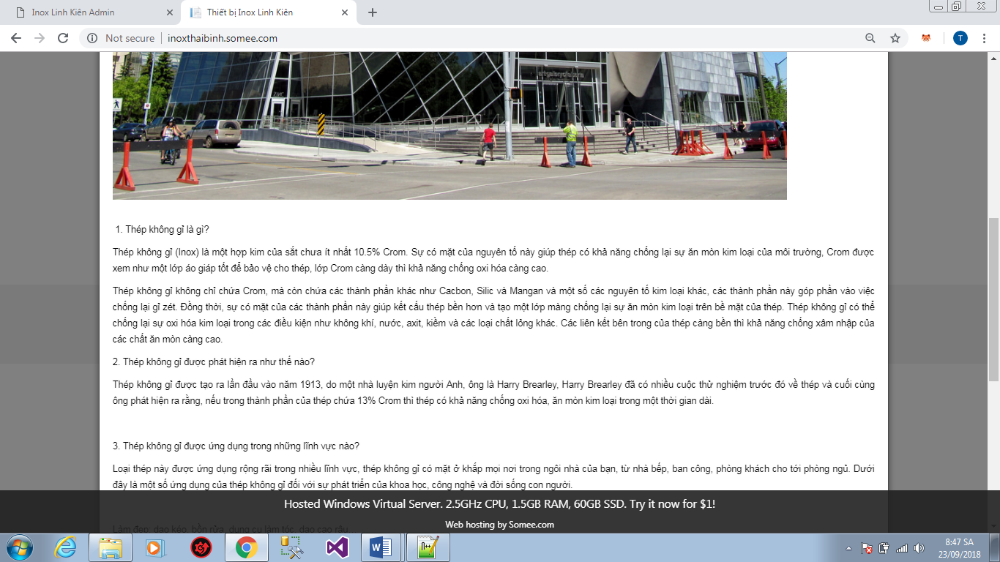 Inox Linh Kiên Admin
Thiết bị Inox Linh Kiên
Not secure
inoxthaibinh.somee.com
T
1. Thép không gỉ là gì?
Thép không gỉ (Inox) là một hợp kim của sắt chưa ít nhất 10.5% Crom. Sự có mặt của nguyên tố này giúp thép có khả năng chống lại sự ăn mòn kim loại của môi trường, Crom được
xem như một lớp áo giáp tốt để bảo vệ cho thép, lớp Crom càng dày thì khả năng chống oxi hóa càng cao.
Thép không gỉ không chỉ chứa Crom, mà còn chứa các thành phần khác như Cacbon, Silic và Mangan và một số các nguyên tố kim loại khác, các thành phần này góp phần vào việc
chống lại gỉ zét. Đồng thời, sự có mặt của các thành phần này giúp kết cấu thép bền hơn và tạo một lớp màng chống lại sự ăn mòn kim loại trên bề mặt của thép. Thép không gỉ có thể
chống lại sự oxi hóa kim loại trong các điều kiện như không khí, nước, axit, kiềm và các loại chất lỏng khác. Các liên kết bên trong của thép càng bền thì khả năng chống xâm nhập của
các chất ăn mòn càng cao.
2. Thép không gỉ được phát hiện ra như thế nào?
Thép không gỉ được tạo ra lần đầu vào năm 1913, do một nhà luyện kim người Anh, ông là Harry Brearley, Harry Brearley đã có nhiều cuộc thử nghiệm trước đó về thép và cuối cùng
ông phát hiện ra rằng, nếu trong thành phần của thép chứa 13% Crom thì thép có khả năng chống oxi hóa, ăn mòn kim loại trong một thời gian dài.
3. Thép không gỉ được ứng dụng trong những lĩnh vực nào?
Loại thép này được ứng dụng rộng rãi trong nhiều lĩnh vực, thép không gỉ có mặt ở khắp mọi nơi trong ngôi nhà của bạn, từ nhà bếp, ban công, phòng khách cho tới phòng ngủ. Dưới
đây là một số ứng dụng của thép không gỉ đối với sự phát triển của khoa học, công nghệ và đời sống con người.
Hosted Windows Virtual Server. 2.5GHz CPU, 1.5GB RAM, 60GB SSD. Try it now for $1!
Web hosting by Somee.com
Làm đẹp: dao kéo, bồn rửa, dụng cụ làm tóc, dao cạo râu...
8:47 SA
23/09/2018